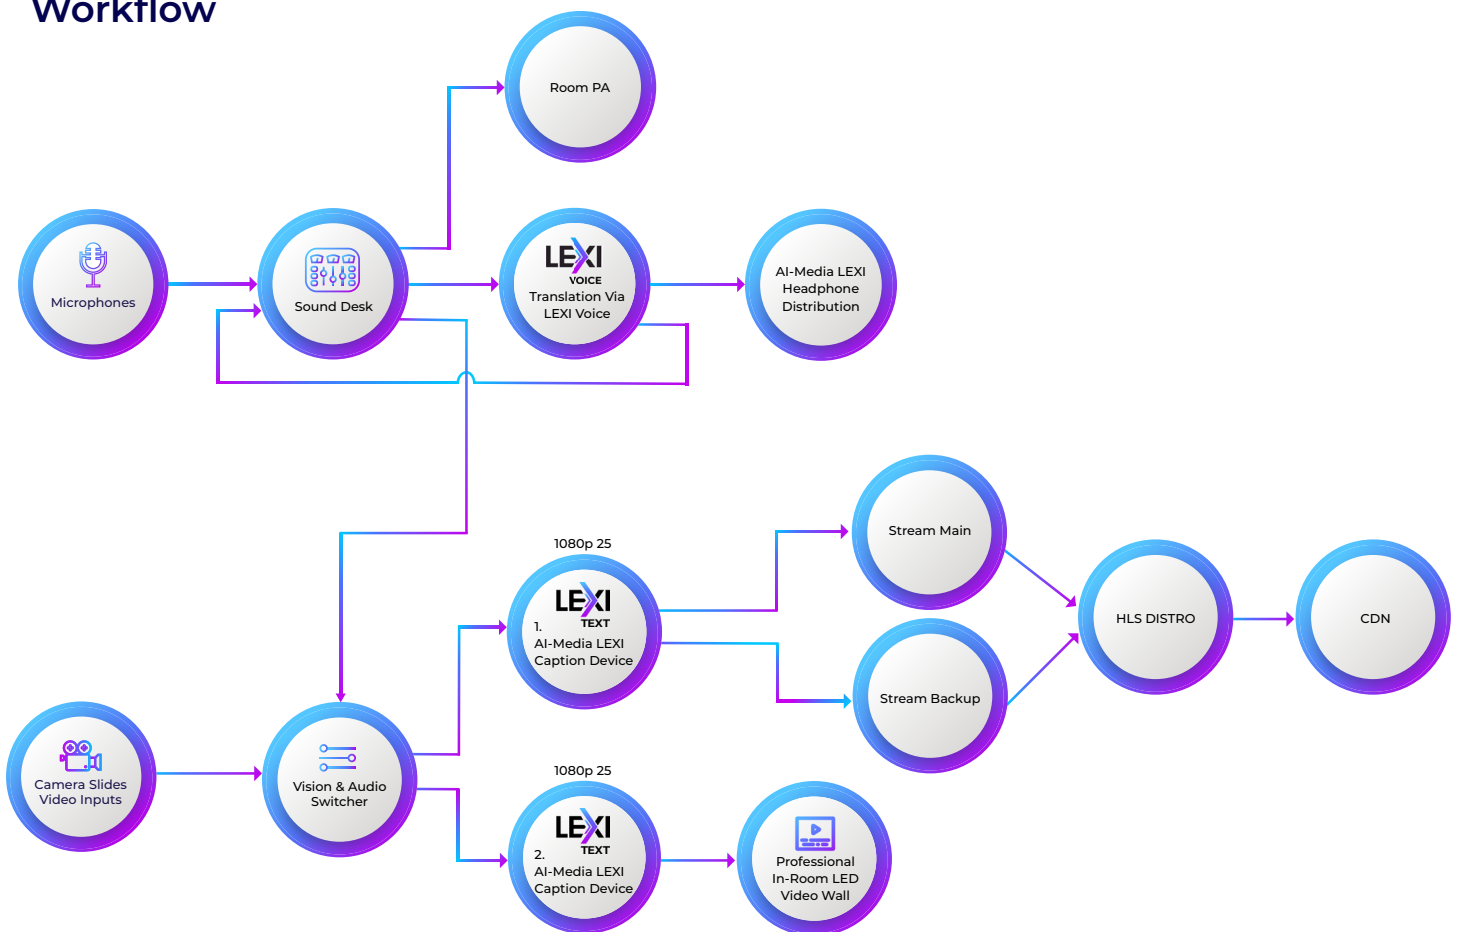 Workflow
Room PA
Microphones
Sound Desk
LEXI
VOICE
Translation Via
LEXI Voice
AI-Media LEXI
Headphone
Distribution
1080p 25
LEXI
TEXT
1.
AI-Media LEXI
Caption Device
Stream Main
Stream Backup
HLS DISTRO
CDN
Camera Slides
Video Inputs
Vision & Audio
Switcher
1080p 25
LEXI
TEXT
2.
AI-Media LEXI
Caption Device
Professional
In-Room LED
Video Wall